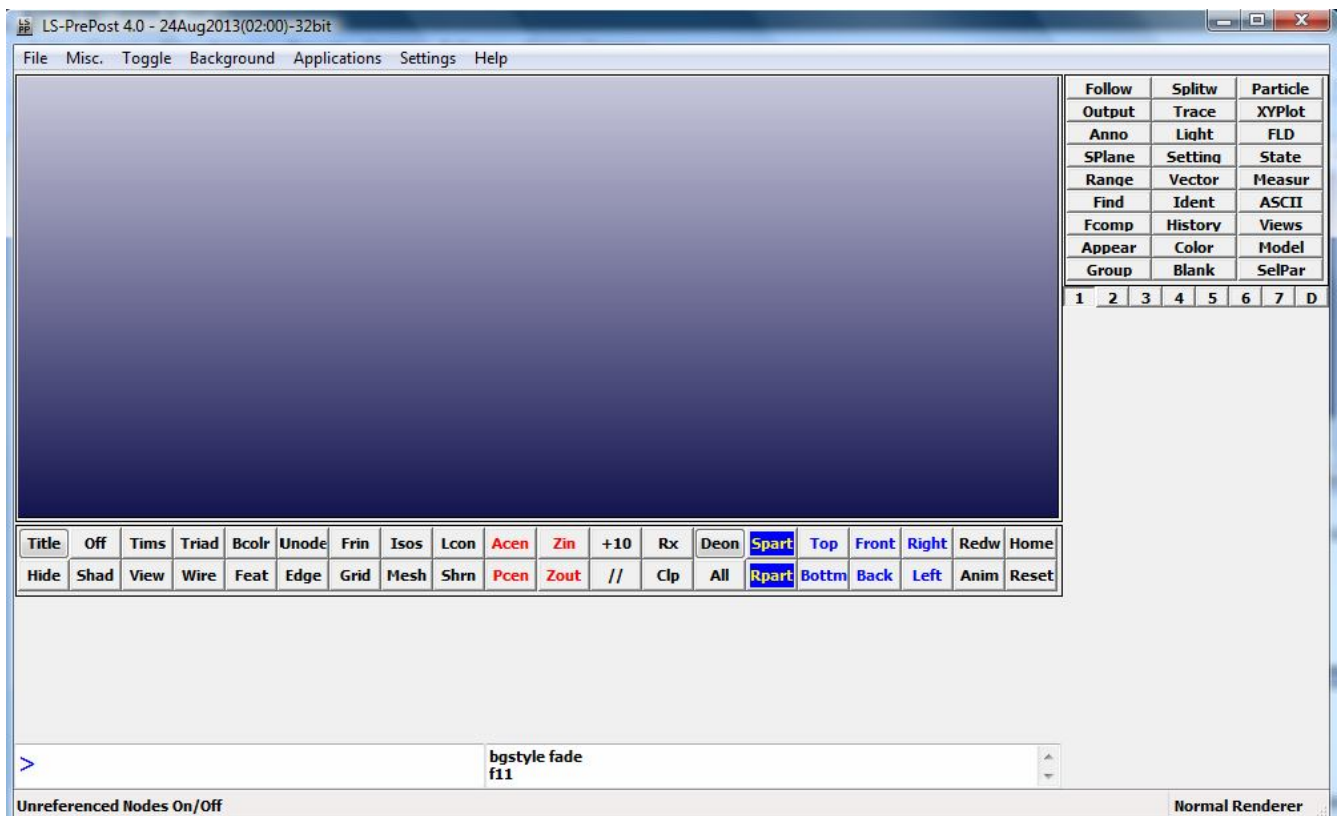 LS-PrePost 4.0 - 24Aug2013(02:00)-32bit
File Misc. Toggle Background Applications Settings Help
Follow Splitw Particle
Output Trace XYPlot
Anno Light FLD
SPlane Setting State
Range Vector Measur
Find Ident ASCII
Fcomp History Views
Appear Color Model
Group Blank SelPar
1 2 3 4 5 6 7 D
Title Off Tims Triad Bcolr Unode Frin Isos Lcon Acen Zin +10 Rx Deon Spart Top Front Right Redw Home
Hide Shad View Wire Feat Edge Grid Mesh Shrn Pcen Zout // Clp All Rpart Bottm Back Left Anim Reset
bgstyle fade
> f11
Unreferenced Nodes On/Off Normal Renderer